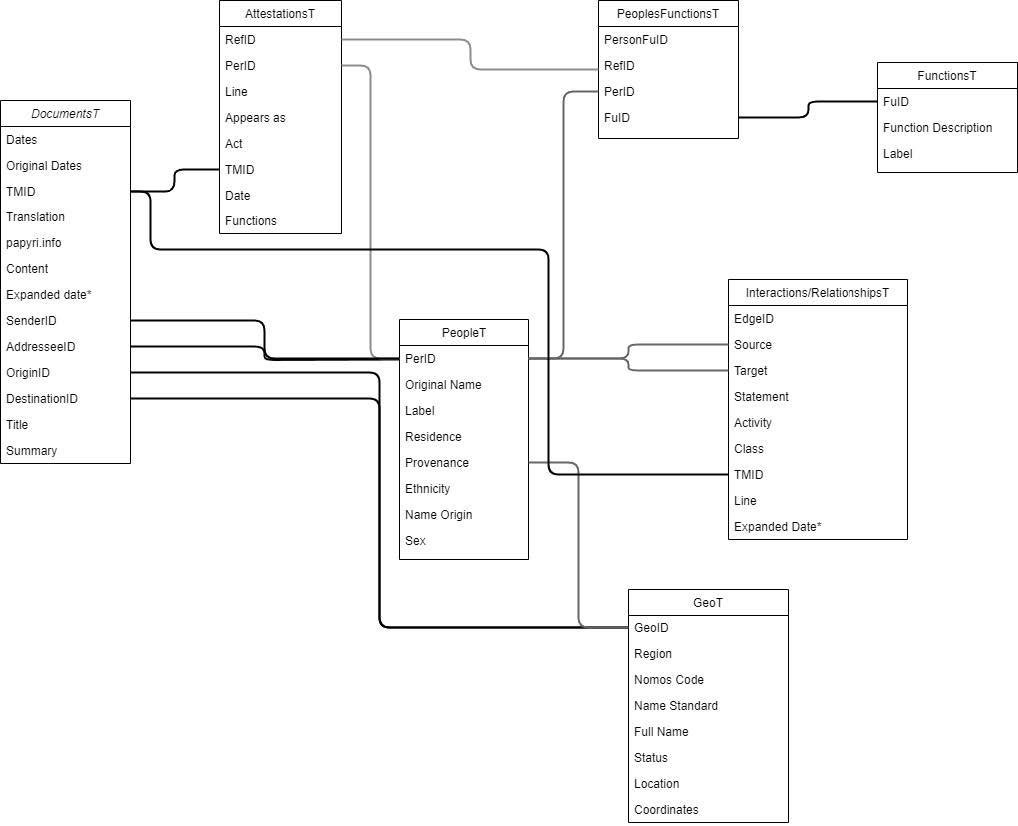 AttestationsT
RefID
PerID
Line
Appears as
Act
TMID
Date
Functions
PeoplesFunctionsT
PersonFuID
RefID
PerID
FuID
FunctionsT
FuID
Function Description
Label
DocumentsT
Dates
Original Dates
TMID
Translation
papyri.info
Content
Expanded date*
SenderID
AddresseeID
OriginID
DestinationID
Title
Summary
PeopleT
PerID
Original Name
Label
Residence
Provenance
Ethnicity
Name Origin
Sex
Interactions/RelationshipsT
EdgeID
Source
Target
Statement
Activity
Class
TMID
Line
Expanded Date*
GeoT
GeoID
Region
Nomos Code
Name Standard
Full Name
Status
Location
Coordinates